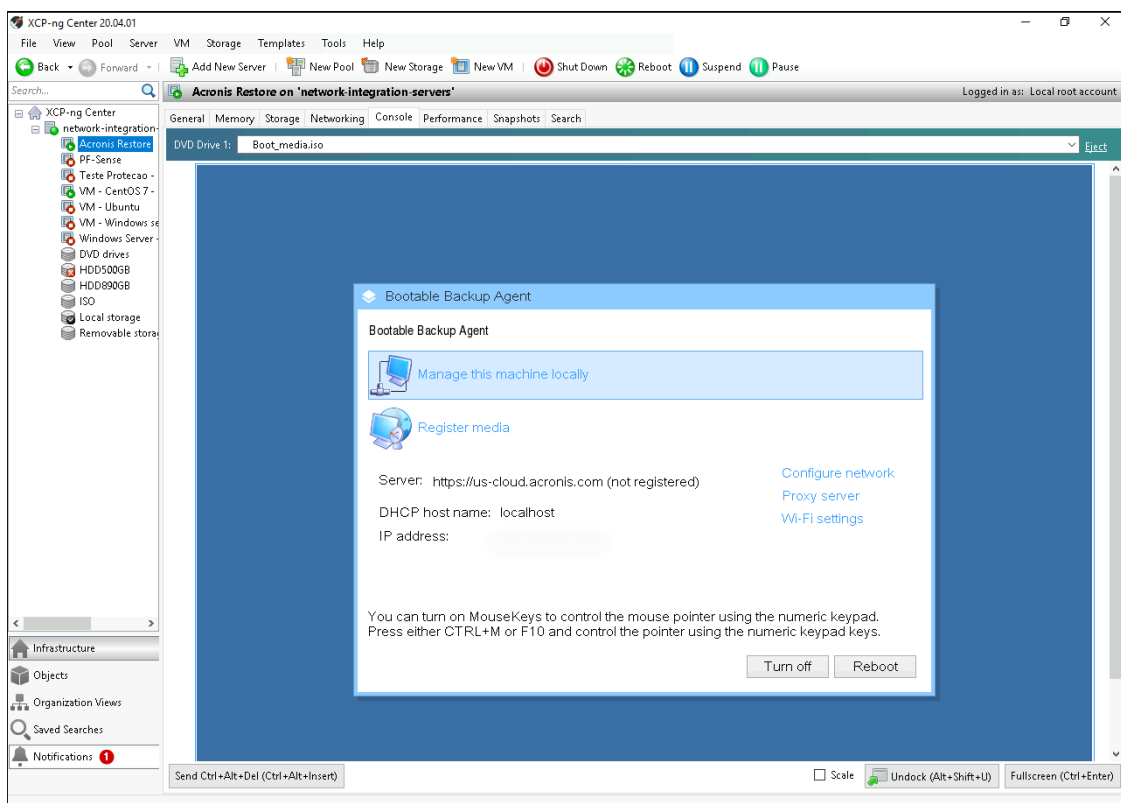 XCP-ng Center 20.04.01
File View Pool Server VM Storage Templates Tools Help
Back Forward Add New Server New Pool New Storage New VM Shut Down Reboot Suspend Pause
Search...
Acronis Restore on 'network-integration-servers' Logged in as: Local root account
XCP-ng Center
network-integration-
Acronis Restore
PF-Sense
Teste Protecao -
VM - CentOS 7 -
VM - Ubuntu
VM - Windows se
Windows Server -
DVD drives
HDD500GB
HDD890GB
ISO
Local storage
Removable stora
General Memory Storage Networking Console Performance Snapshots Search
DVD Drive 1: Boot_media.iso Eject
Bootable Backup Agent
Bootable Backup Agent
Manage this machine locally
Register media
Server: https://us-cloud.acronis.com (not registered)
DHCP host name: localhost
IP address:
Configure network
Proxy server
Wi-Fi settings
You can turn on MouseKeys to control the mouse pointer using the numeric keypad.
Press either CTRL+M or F10 and control the pointer using the numeric keypad keys.
Turn off Reboot
Infrastructure
Objects
Organization Views
Saved Searches
Notifications 1
Send Ctrl+Alt+Del (Ctrl+Alt+Insert) Scale Undock (Alt+Shift+U) Fullscreen (Ctrl+Enter)